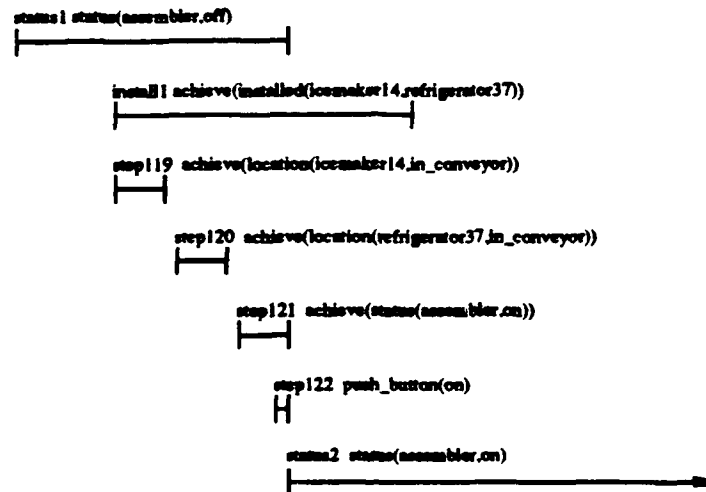 status1 status(assembler,off)
install1 achieve(installed(icemaker14,refrigerator37))
step119 achieve(location(icemaker14,in_conveyor))
step120 achieve(location(refrigerator37,in_conveyor))
step121 achieve(status(assembler,on))
step122 push_button(on)
status2 status(assembler,on)